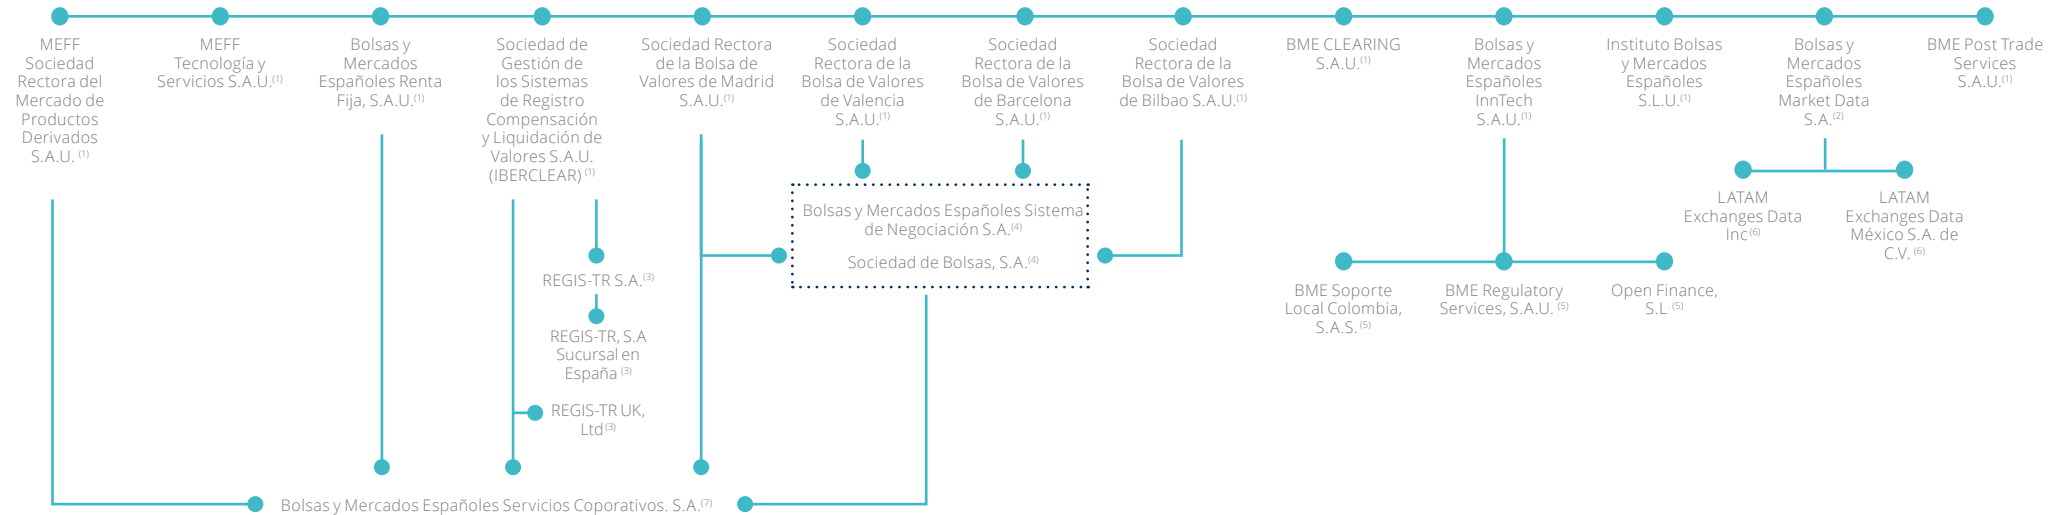 MEFF
Sociedad
Rectora del
Mercado de
Productos
Derivados
S.A.U. (1)
MEFF
Tecnología y
Servicios S.A.U.(1)
Bolsas y
Mercados
Españoles Renta
Fija, S.A.U.(1)
Sociedad de
Gestión de
los Sistemas
de Registro
Compensación
y Liquidación de
Valores S.A.U.
(IBERCLEAR) (1)
Sociedad Rectora
de la Bolsa de
Valores de Madrid
S.A.U.(1)
Sociedad
Rectora de la
Bolsa de Valores
de Valencia
S.A.U.(1)
Sociedad
Rectora de la
Bolsa de Valores
de Barcelona
S.A.U.(1)
Sociedad
Rectora de la
Bolsa de Valores
de Bilbao S.A.U.(1)
BME CLEARING
S.A.U.(1)
Bolsas y
Mercados
Españoles
InnTech
S.A.U.(1)
Instituto Bolsas
y Mercados
Españoles
S.L.U.(1)
Bolsas y
Mercados
Españoles
Market Data
S.A.(2)
BME Post Trade
Services
S.A.U.(1)
Bolsas y Mercados Españoles Sistema
de Negociación S.A.(4)
Sociedad de Bolsas, S.A.(4)
LATAM
Exchanges Data
Inc(6)
LATAM
Exchanges Data
México S.A. de
C.V. (6)
REGIS-TR S.A.(3)
REGIS-TR, S.A
Sucursal en
España (3)
REGIS-TR UK,
Ltd(3)
BME Soporte
Local Colombia,
S.A.S. (5)
BME Regulatory
Services, S.A.U. (5)
Open Finance,
S.L. (5)
Bolsas y Mercados Españoles Servicios Coporativos. S.A.(7)